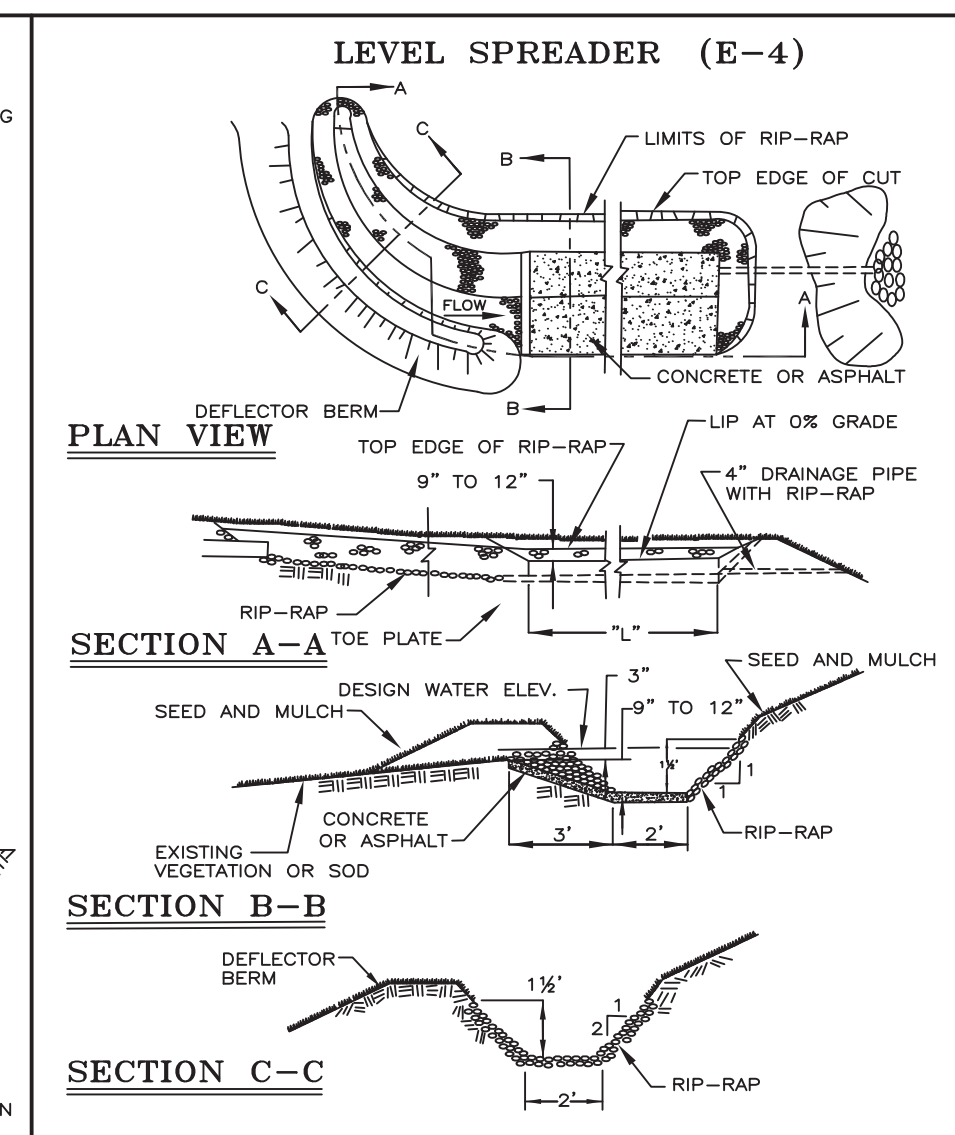 LEVEL SPREADER (E-4)
G
A
C
B
LIMITS OF RIP-RAP
TOP EDGE OF CUT
C
FLOW
A
CONCRETE OR ASPHALT
DEFLECTOR BERM
B
PLAN VIEW
LIP AT 0% GRADE
TOP EDGE OF RIP-RAP
9" TO 12"
4" DRAINAGE PIPE
WITH RIP-RAP
RIP-RAP
"L"
SECTION A-A
TOE PLATE
SEED AND MULCH
3"
DESIGN WATER ELEV.
SEED AND MULCH
9" TO 12"
1½'
1
1
CONCRETE
OR ASPHALT
3'
2'
RIP-RAP
EXISTING
VEGETATION OR SOD
SECTION B-B
DEFLECTOR
BERM
1½'
1
2
SECTION C-C
RIP-RAP
2'
N